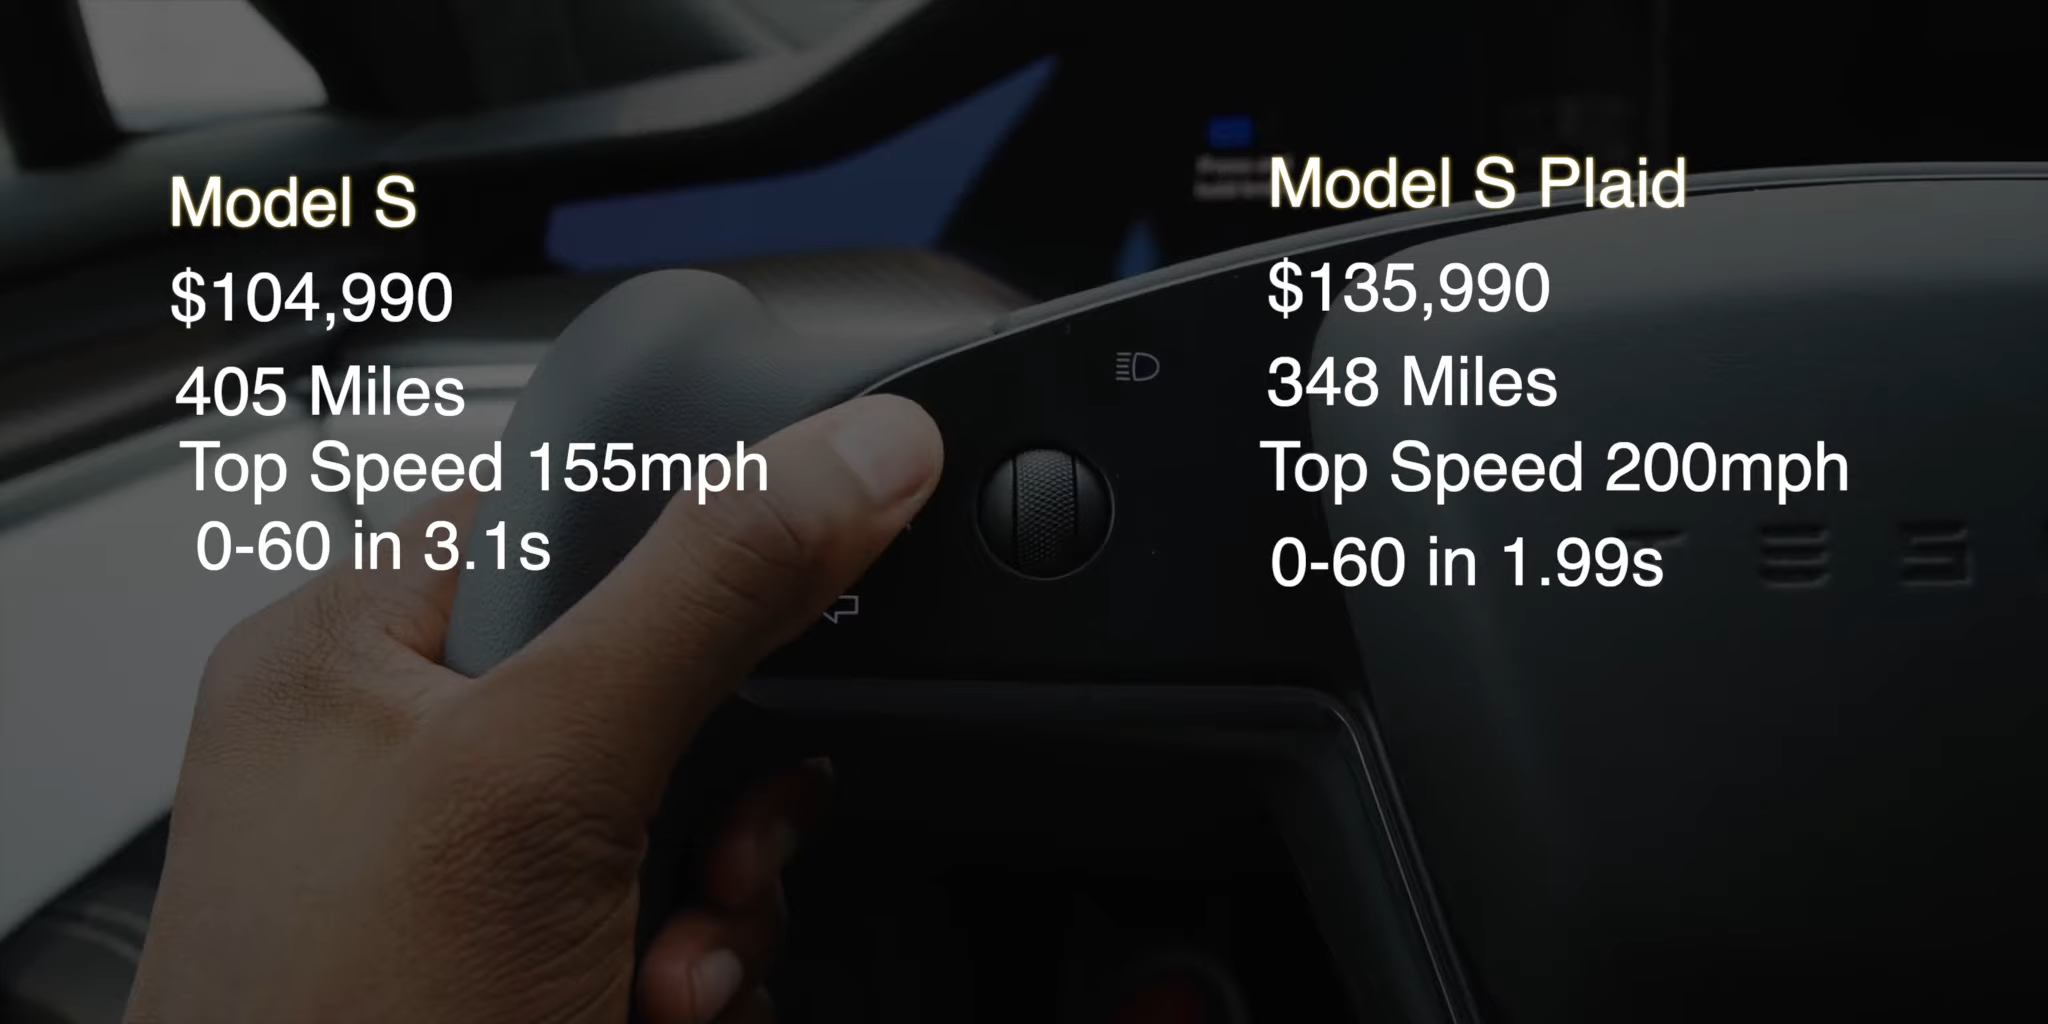 Model S
$104,990
405 Miles
Top Speed 155mph
0-60 in 3.1s
Model S Plaid
$135,990
348 Miles
Top Speed 200mph
0-60 in 1.99s
T E S